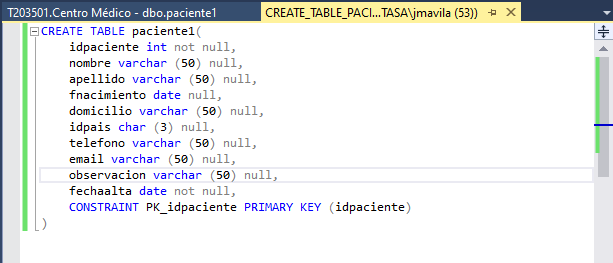 T203501.Centro Médico - dbo.paciente1
CREATE_TABLE_PACI...TASA\jmavila (53))
CREATE TABLE paciente1(
idpaciente int not null,
nombre varchar (50) null,
apellido varchar (50) null,
fnacimiento date null,
domicilio varchar (50) null,
idpais char (3) null,
telefono varchar (50) null,
email varchar (50) null,
observacion varchar (50) null,
fechaalta date not null,
CONSTRAINT PK_idpaciente PRIMARY KEY (idpaciente)
)